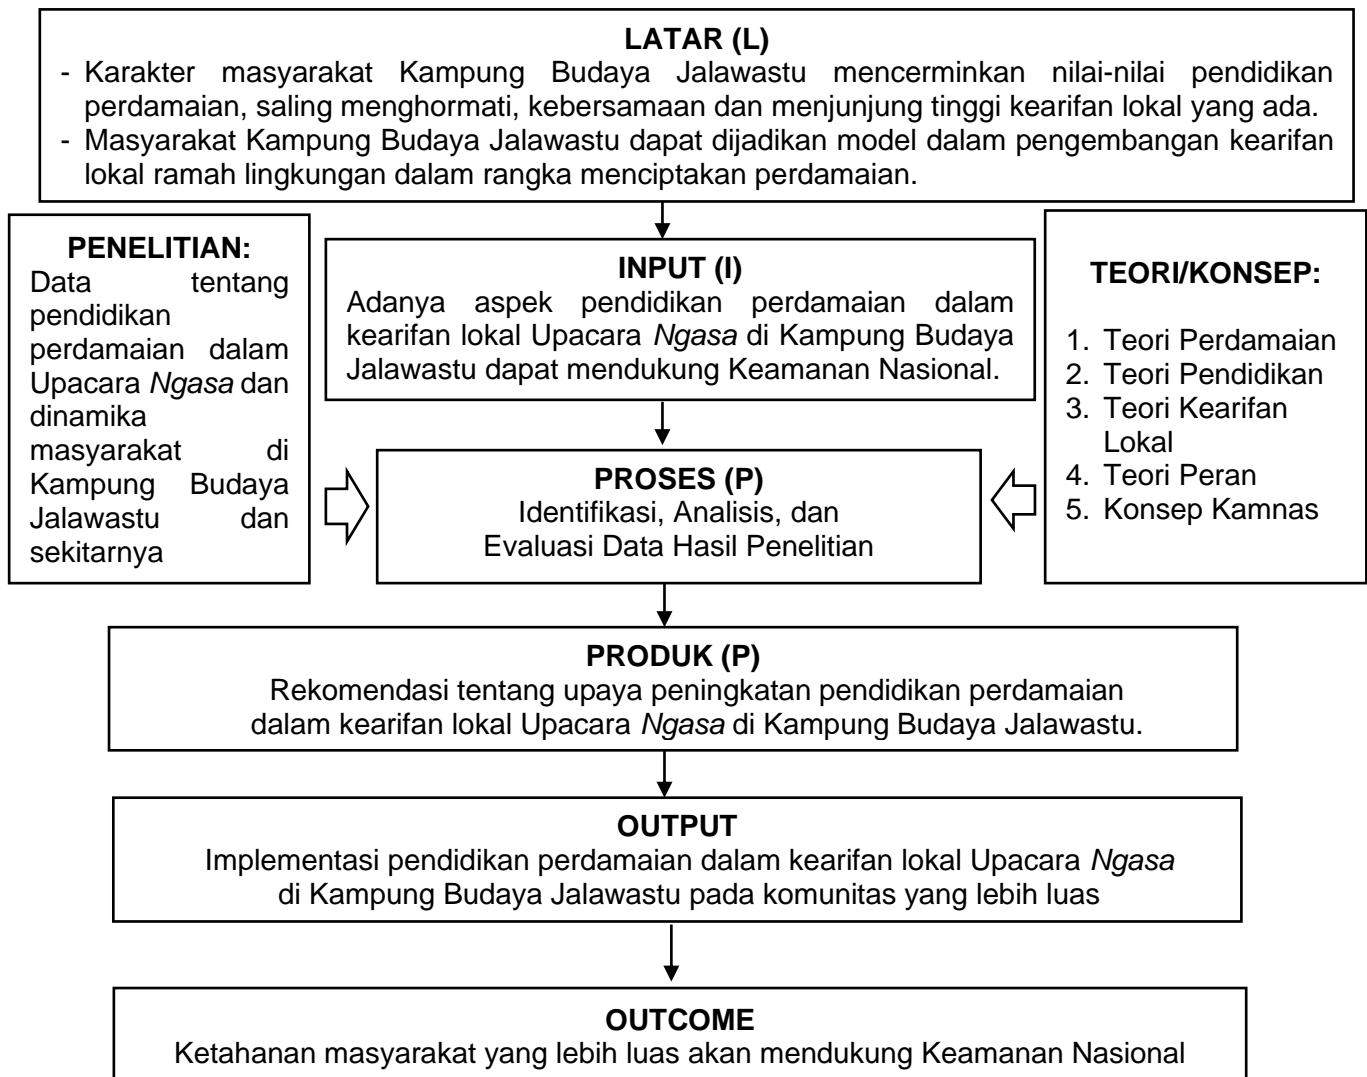 LATAR (L)
- Karakter masyarakat Kampung Budaya Jalawastu mencerminkan nilai-nilai pendidikan
perdamaian, saling menghormati, kebersamaan dan menjunjung tinggi kearifan lokal yang ada.
- Masyarakat Kampung Budaya Jalawastu dapat dijadikan model dalam pengembangan kearifan
lokal ramah lingkungan dalam rangka menciptakan perdamaian.
PENELITIAN:
Data tentang
pendidikan
perdamaian dalam
Upacara Ngasa dan
dinamika
masyarakat di
Kampung Budaya
Jalawastu dan
sekitarnya
INPUT (I)
Adanya aspek pendidikan perdamaian dalam
kearifan lokal Upacara Ngasa di Kampung Budaya
Jalawastu dapat mendukung Keamanan Nasional.
TEORI/KONSEP:
1. Teori Perdamaian
2. Teori Pendidikan
3. Teori Kearifan
Lokal
4. Teori Peran
5. Konsep Kamnas
PROSES (P)
Identifikasi, Analisis, dan
Evaluasi Data Hasil Penelitian
PRODUK (P)
Rekomendasi tentang upaya peningkatan pendidikan perdamaian
dalam kearifan lokal Upacara Ngasa di Kampung Budaya Jalawastu.
OUTPUT
Implementasi pendidikan perdamaian dalam kearifan lokal Upacara Ngasa
di Kampung Budaya Jalawastu pada komunitas yang lebih luas
OUTCOME
Ketahanan masyarakat yang lebih luas akan mendukung Keamanan Nasional